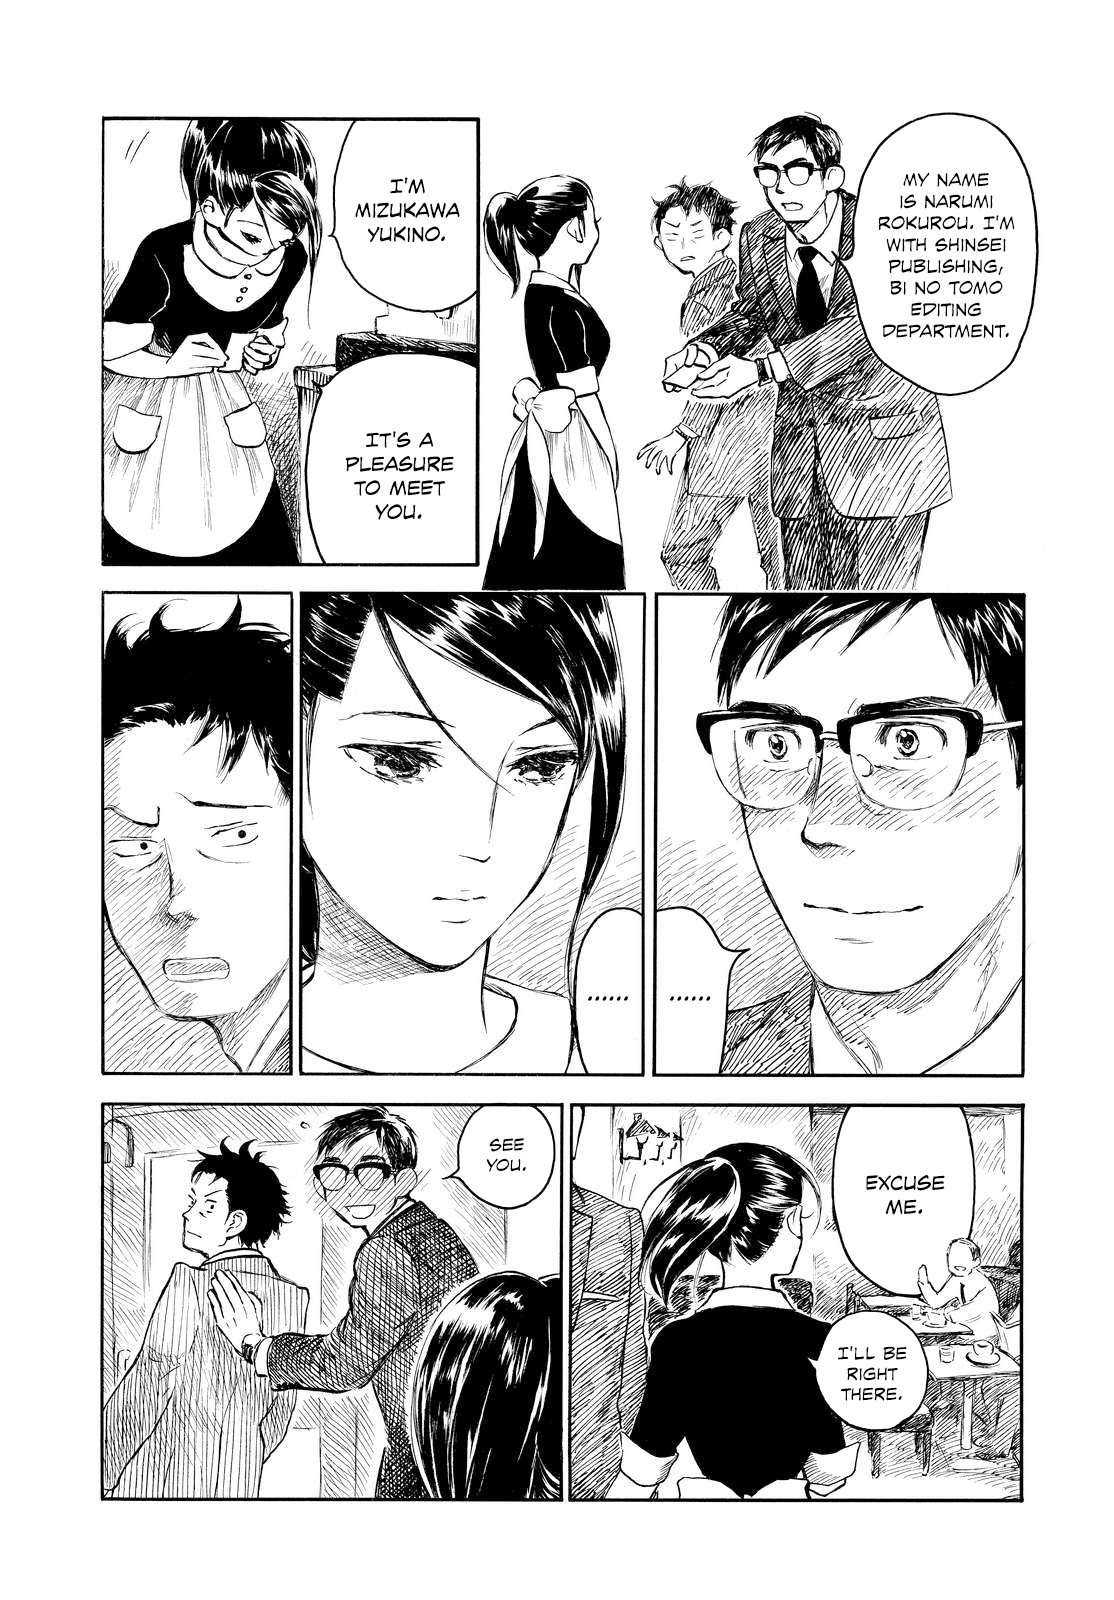 MY NAME
IS NARUMI
ROKUROU. I'M
WITH SHINSEI
PUBLISHING,
BI NO TOMO
EDITING
DEPARTMENT.
I'M
MIZUKAWA
YUKINO.
IT'S A
PLEASURE
TO MEET
YOU.
.......
.......
EXCUSE
ME.
I'LL BE
RIGHT
THERE.
SEE
YOU.